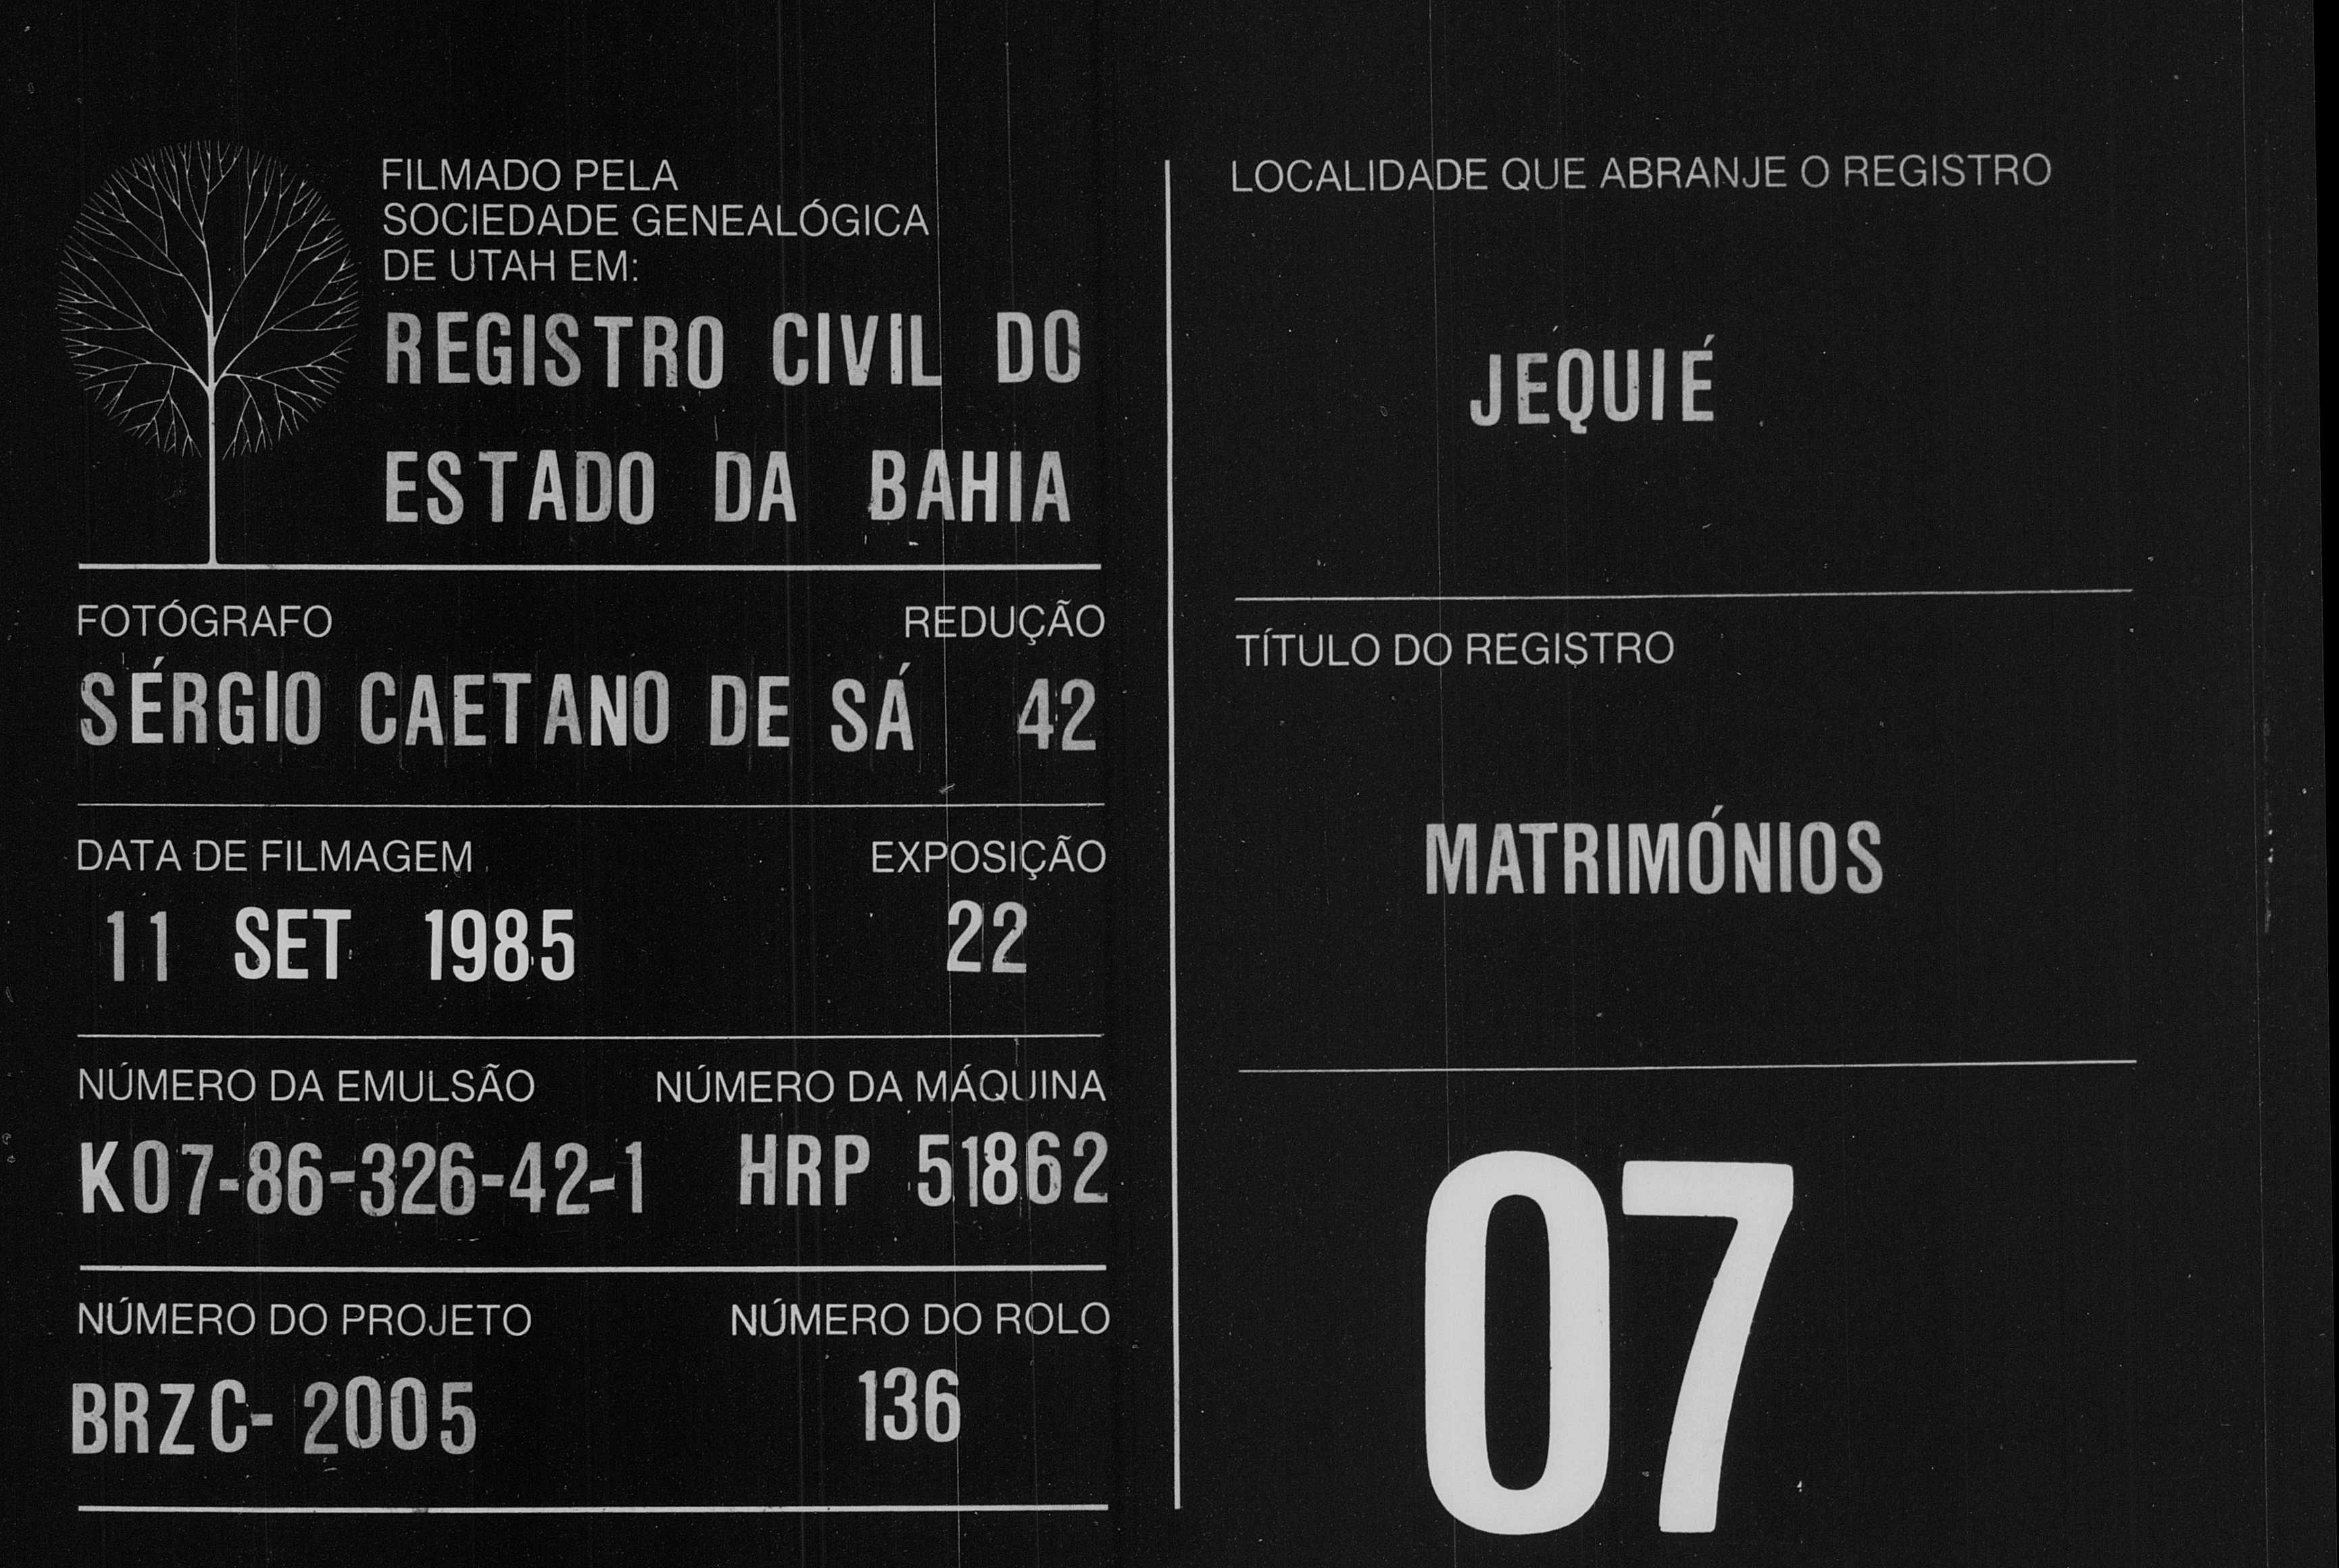 FILMADO PELA
SOCIEDADE GENEALÓGICA
DE UTAH EM:
REGISTRO CIVIL DO
ESTADO DA BAHIA
FOTÓGRAFO REDUÇÃO
SÉRGIO CAETANO DE SÁ 42
DATA DE FILMAGEM EXPOSIÇÃO
11 SET 1985 22
NÚMERO DA EMULSÃO NÚMERO DA MÁQUINA
K07-86-326-42-1 HRP 51862
NÚMERO DO PROJETO NÚMERO DO ROLO
BRZC-2005 136
LOCALIDADE QUE ABRANJE O REGISTRO
JEQUIÉ
TÍTULO DO REGISTRO
MATRIMÓNIOS
07